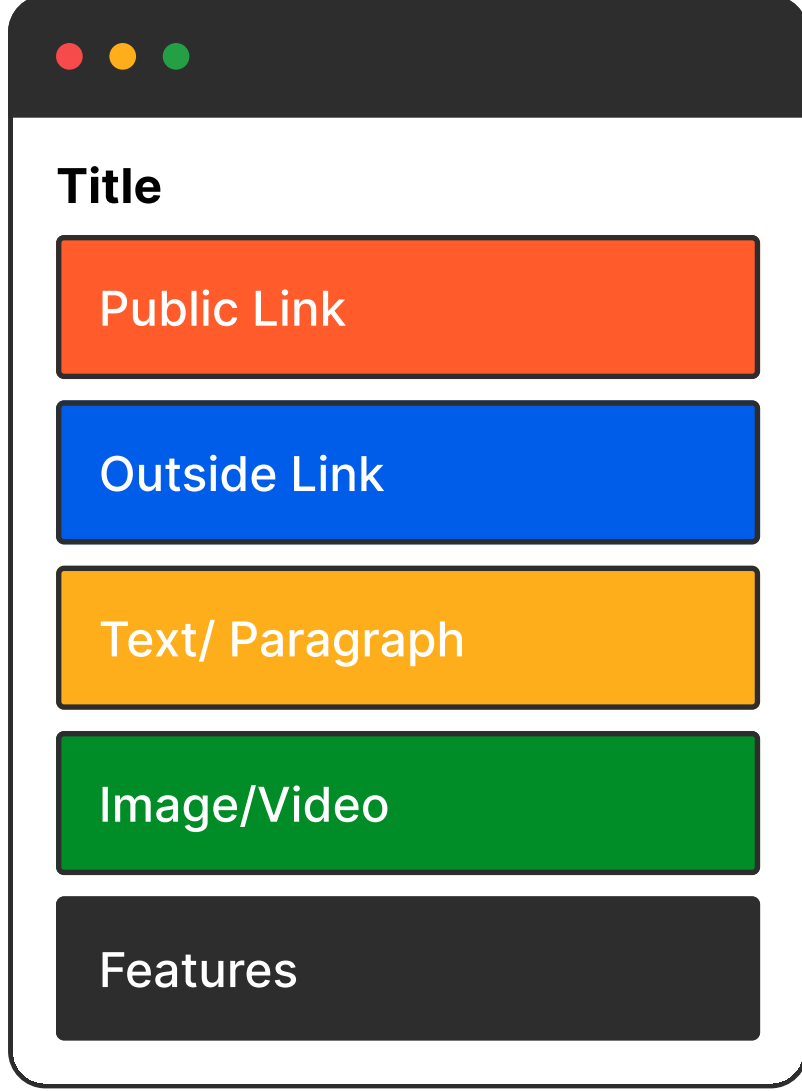 Title
Public Link
Outside Link
Text/ Paragraph
Image/Video
Features